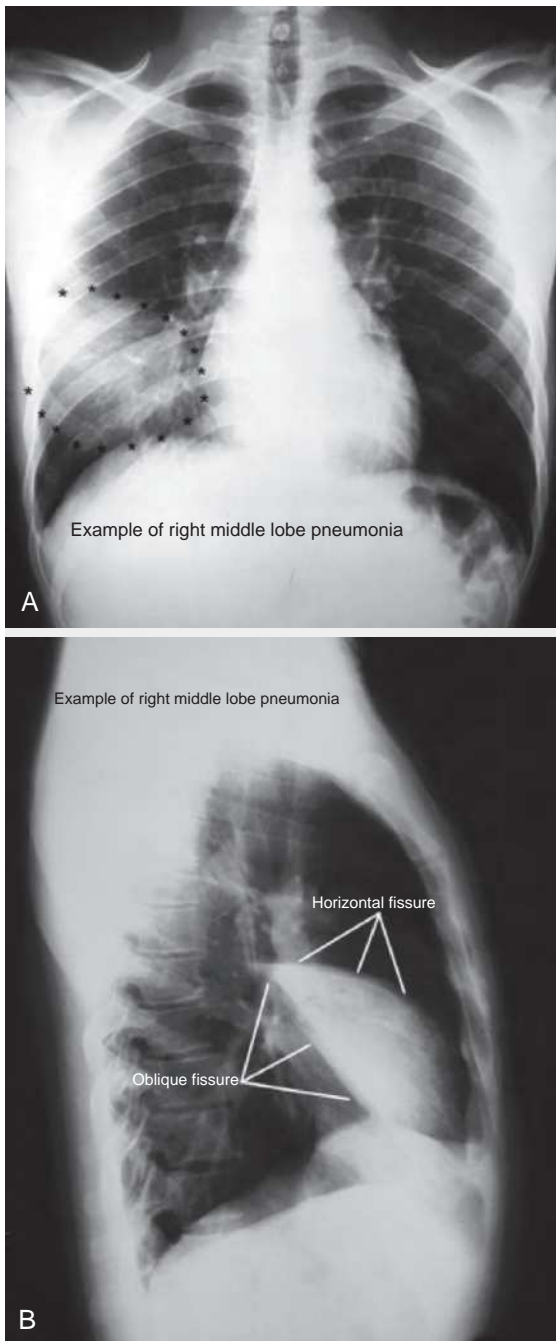 Example of right middle lobe pneumonia
A
Example of right middle lobe pneumonia
Horizontal fissure
Oblique fissure
B